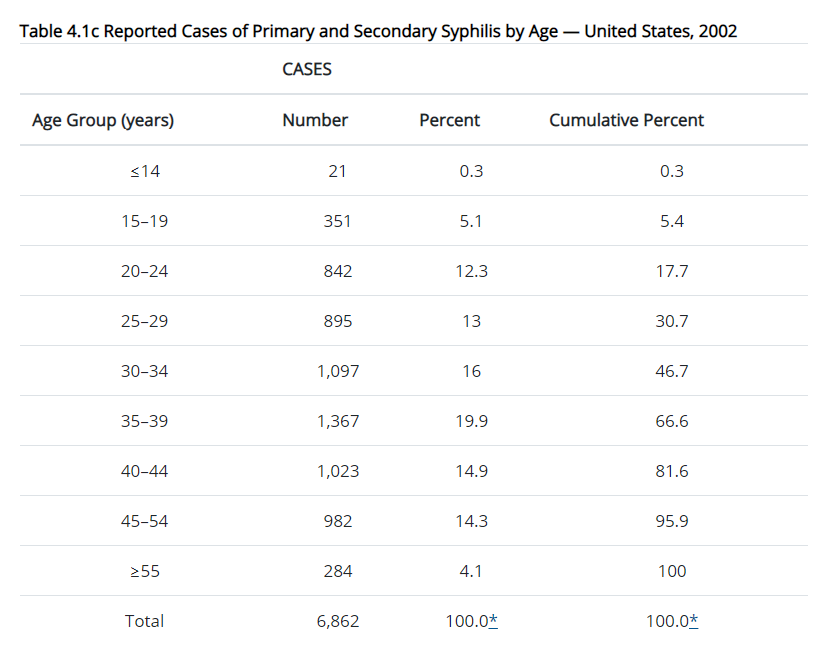 Table 4.1c Reported Cases of Primary and Secondary Syphilis by Age — United States, 2002
CASES
Age Group (years) Number Percent Cumulative Percent
≤14 21 0.3 0.3
15–19 351 5.1 5.4
20–24 842 12.3 17.7
25–29 895 13 30.7
30–34 1,097 16 46.7
35–39 1,367 19.9 66.6
40–44 1,023 14.9 81.6
45–54 982 14.3 95.9
≥55 284 4.1 100
Total 6,862 100.0* 100.0*